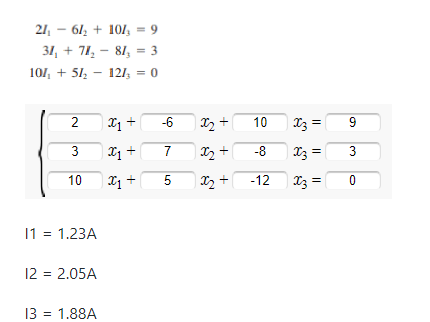 2I₁ − 6I₂ + 10I₃ = 9
3I₁ + 7I₂ − 8I₃ = 3
10I₁ + 5I₂ − 12I₃ = 0
2 x₁ + -6 x₂ + 10 x₃ = 9
3 x₁ + 7 x₂ + -8 x₃ = 3
10 x₁ + 5 x₂ + -12 x₃ = 0
I1 = 1.23A
I2 = 2.05A
I3 = 1.88A